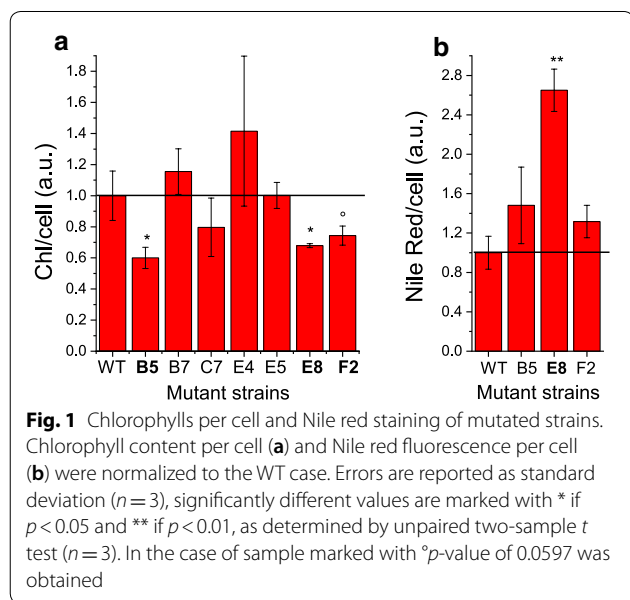 a
Chl/cell (a.u.)
1.8
1.6
1.4
1.2
1.0
0.8
0.6
0.4
0.2
0.0
*
*
°
WT B5 B7 C7 E4 E5 E8 F2
Mutant strains
b
Nile Red/cell (a.u.)
2.8
2.4
2.0
1.6
1.2
0.8
0.4
0.0
**
WT B5 E8 F2
Mutant strains
Fig. 1 Chlorophylls per cell and Nile red staining of mutated strains.
Chlorophyll content per cell (a) and Nile red fluorescence per cell
(b) were normalized to the WT case. Errors are reported as standard
deviation (n = 3), significantly different values are marked with * if
p < 0.05 and ** if p < 0.01, as determined by unpaired two-sample t
test (n = 3). In the case of sample marked with °p-value of 0.0597 was
obtained